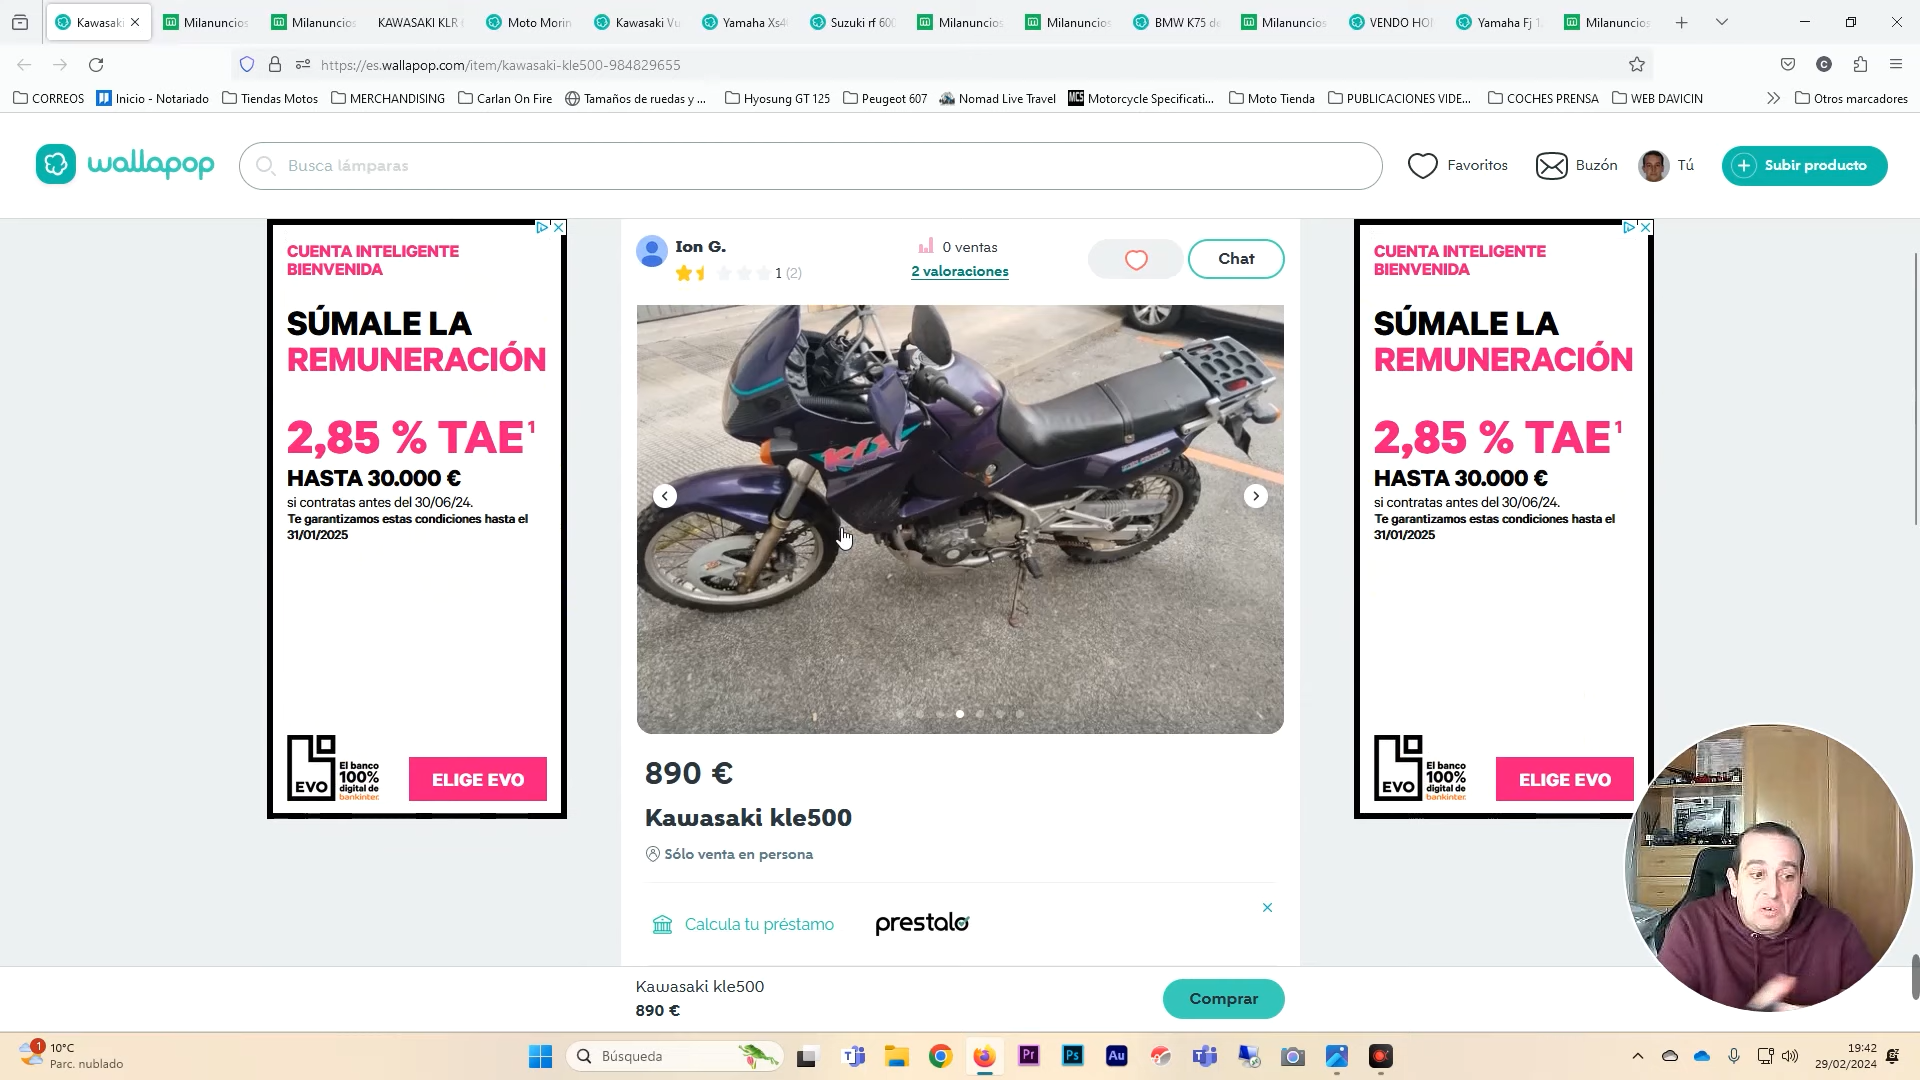 Kawasaki
Milanuncios
Milanuncios
KAWASAKI KLR
Moto Morin
Kawasaki Vu
Yamaha Xs4
Suzuki rf 600
Milanuncios
Milanuncios
BMW K75 de
Milanuncios
VENDO HO
Yamaha Fj 1
Milanuncios
https://es.wallapop.com/item/kawasaki-kle500-984829655
CORREOS
Inicio - Notariado
Tiendas Motos
MERCHANDISING
Carlan On Fire
Tamaños de ruedas y ...
Hyosung GT 125
Peugeot 607
Nomad Live Travel
Motorcycle Specificati...
Moto Tienda
PUBLICACIONES VIDE...
COCHES PRENSA
WEB DAVICIN
Otros marcadores
wallapop
Busca lámparas
Favoritos
Buzón
Tú
Subir producto
CUENTA INTELIGENTE
BIENVENIDA
SÚMALE LA
REMUNERACIÓN
2,85 % TAE1
HASTA 30.000 €
si contratas antes del 30/06/24.
Te garantizamos estas condiciones hasta el
31/01/2025
EVO
El banco
100%
digital de
bankinter.
ELIGE EVO
Ion G.
1 (2)
0 ventas
2 valoraciones
Chat
KLE
890 €
Kawasaki kle500
Sólo venta en persona
Calcula tu préstamo
prestalo
Kawasaki kle500
890 €
Comprar
CUENTA INTELIGENTE
BIENVENIDA
SÚMALE LA
REMUNERACIÓN
2,85 % TAE1
HASTA 30.000 €
si contratas antes del 30/06/24.
Te garantizamos estas condiciones hasta el
31/01/2025
EVO
El banco
100%
digital de
bankinter.
ELIGE EVO
1
10°C
Parc. nublado
Búsqueda
Pr
Ps
Au
19:42
29/02/2024